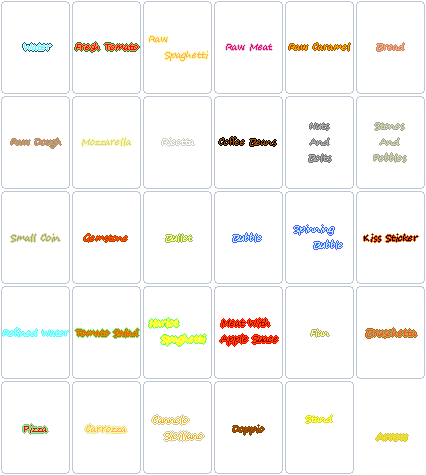 Water
Fresh Tomato
Raw
Spaghetti
Raw Meat
Raw Caramel
Bread
Raw Dough
Mozzarella
Ricotta
Coffee Beans
Nuts
And
Bolts
Stones
And
Pebbles
Small Coin
Gemstone
Bullet
Bubble
Spinning
Bubble
Kiss Sticker
Refined Water
Tomato Salad
Harlot
Spaghetti
Meat With
Apple Sauce
Flan
Bruschetta
Pizza
Carrozza
Cannolo
Siciliano
Doppio
Stand
Arrow